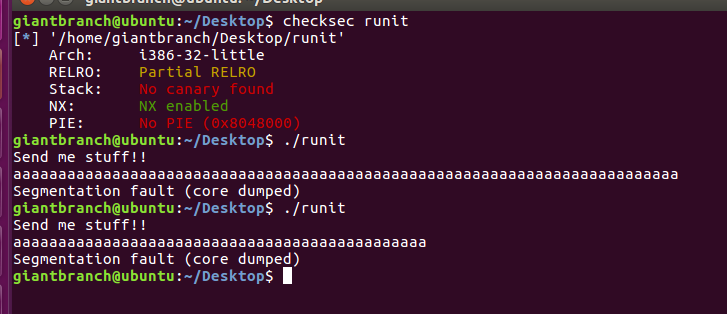 giantbranch@ubuntu: ~/Desktop
giantbranch@ubuntu:~/Desktop$ checksec runit
[*] '/home/giantbranch/Desktop/runit'
    Arch:     i386-32-little
    RELRO:    Partial RELRO
    Stack:    No canary found
    NX:       NX enabled
    PIE:      No PIE (0x8048000)
giantbranch@ubuntu:~/Desktop$ ./runit
Send me stuff!!
aaaaaaaaaaaaaaaaaaaaaaaaaaaaaaaaaaaaaaaaaaaaaaaaaaaaaaaaaaaaaaaaaaaaaaaaaa
Segmentation fault (core dumped)
giantbranch@ubuntu:~/Desktop$ ./runit
Send me stuff!!
aaaaaaaaaaaaaaaaaaaaaaaaaaaaaaaaaaaaaaaaaaaaaa
Segmentation fault (core dumped)
giantbranch@ubuntu:~/Desktop$